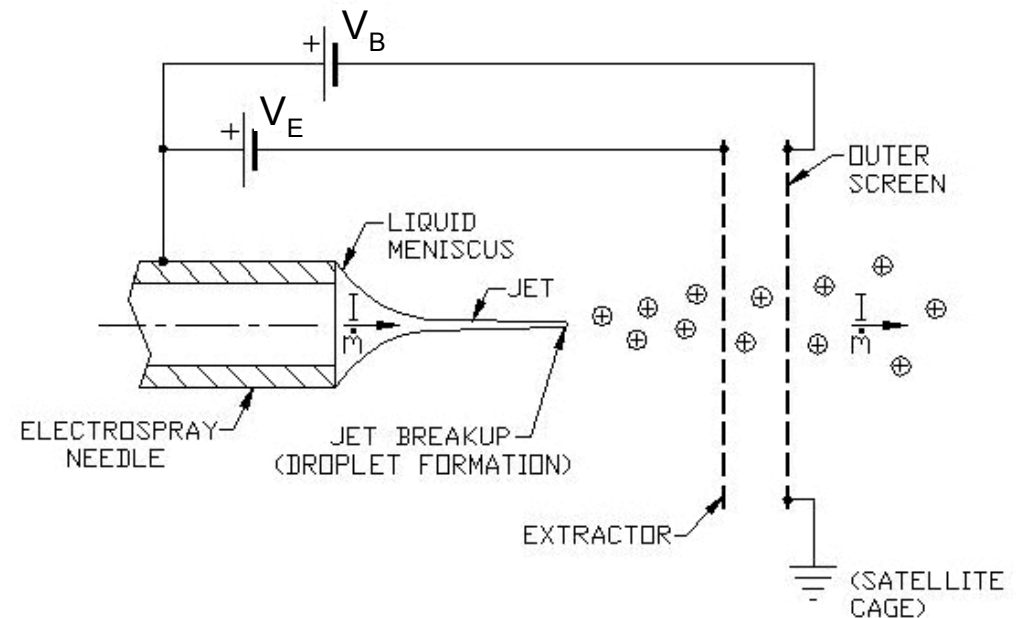 + V_B
+ V_E
OUTER
SCREEN
LIQUID
MENISCUS
JET
I
ṁ
I
ṁ
ELECTROSPRAY
NEEDLE
JET BREAKUP
(DROPLET FORMATION)
EXTRACTOR
(SATELLITE
CAGE)